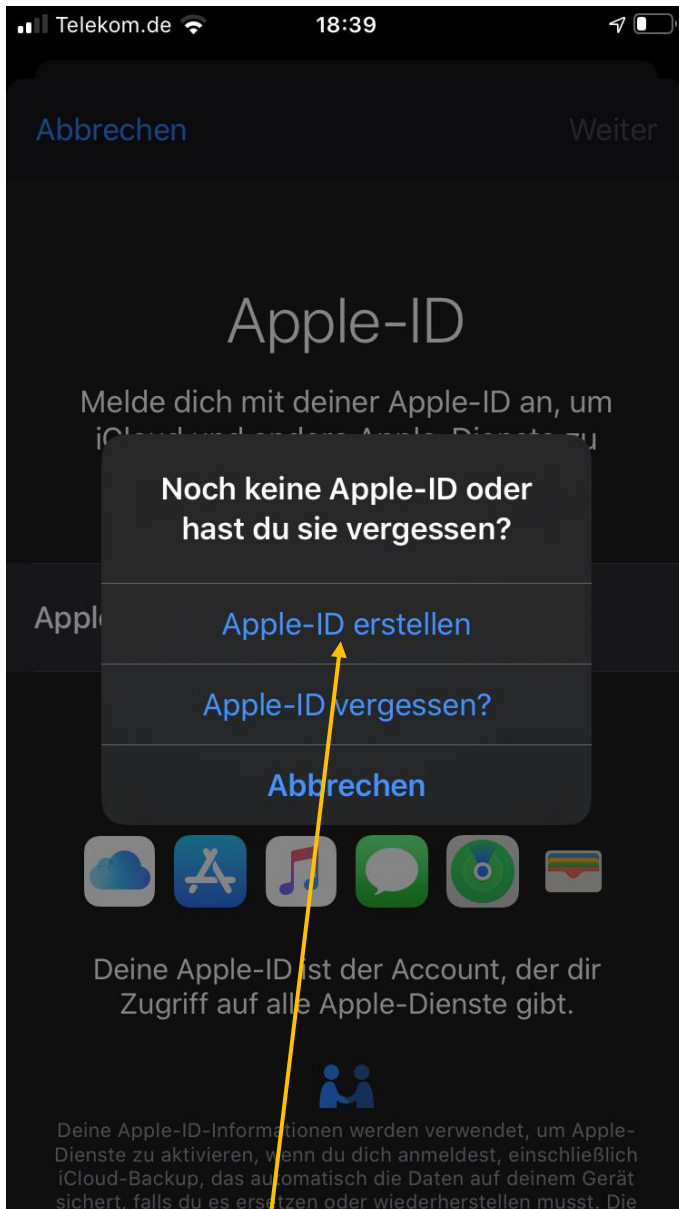 Telekom.de 18:39
Abbrechen Weiter
Apple-ID
Melde dich mit deiner Apple-ID an, um
zu
Noch keine Apple-ID oder
hast du sie vergessen?
Appl
Apple-ID erstellen
Apple-ID vergessen?
Abbrechen
Deine Apple-ID ist der Account, der dir
Zugriff auf alle Apple-Dienste gibt.
Deine Apple-ID-Informationen werden verwendet, um Apple-
Dienste zu aktivieren, wenn du dich anmeldest, einschließlich
iCloud-Backup, das automatisch die Daten auf deinem Gerät
sichert, falls du es ersetzen oder wiederherstellen musst. Die